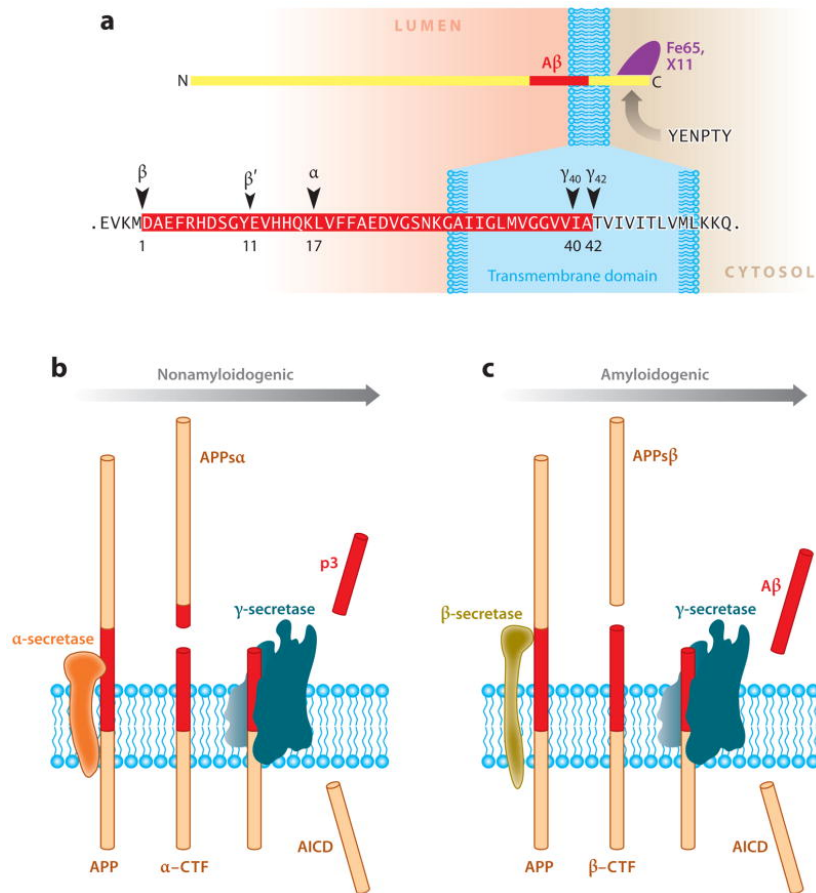 a
LUMEN
Fe65,
X11
Aβ
N
C
YENPTY
β
β′
α
γ40
γ42
.EVKMDAEFRHDSGYEVHHQKLVFFAEDVGSNKGAIIGLMVGGVVIATVIVITLVMLKKQ.
1
11
17
40
42
Transmembrane domain
CYTOSOL
b
Nonamyloidogenic
APPsα
p3
γ-secretase
α-secretase
AICD
APP
α–CTF
c
Amyloidogenic
APPsβ
Aβ
β-secretase
γ-secretase
AICD
APP
β–CTF